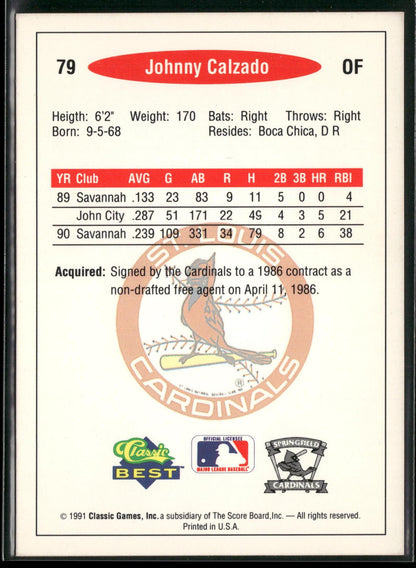 79 Johnny Calzado OF
Heigth: 6'2" Weight: 170 Bats: Right Throws: Right
Born: 9-5-68 Resides: Boca Chica, D R
YR Club AVG G AB R H 2B 3B HR RBI
89 Savannah .133 23 83 9 11 5 0 0 4
John City .287 51 171 22 49 4 3 5 21
90 Savannah .239 109 331 34 79 8 2 6 38
ST. LOUIS
Acquired: Signed by the Cardinals to a 1986 contract as a
non-drafted free agent on April 11, 1986.
CARDINALS
®
Classic
BEST
OFFICIAL LICENSEE
MAJOR LEAGUE BASEBALL
SPRINGFIELD
CARDINALS
© 1991 Classic Games, Inc. a subsidiary of The Score Board,Inc. — All rights reserved.
Printed in U.S.A.